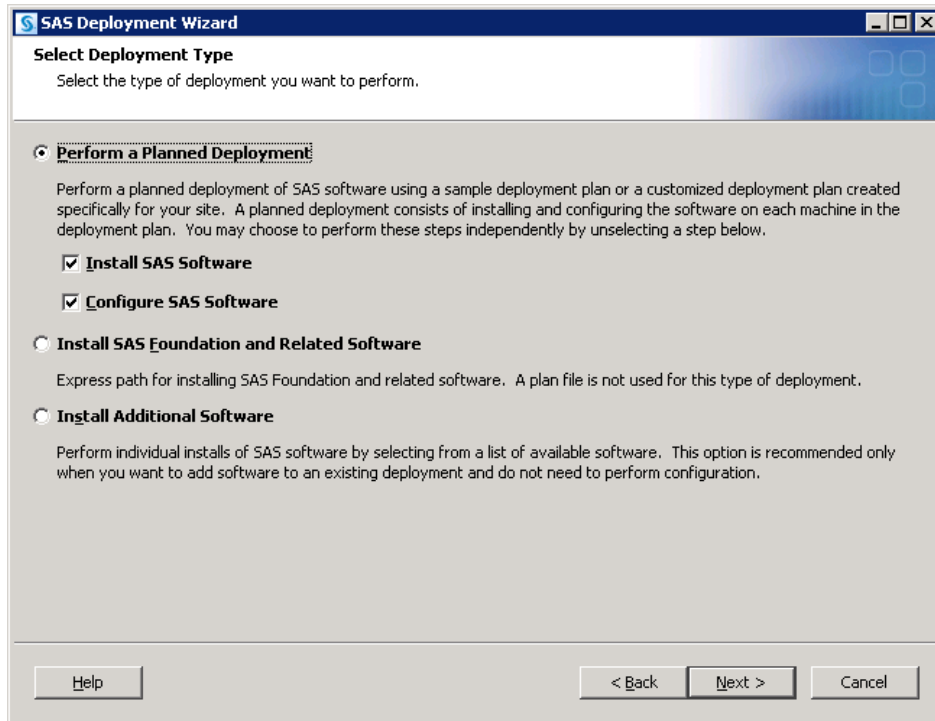 SAS Deployment Wizard
Select Deployment Type
Select the type of deployment you want to perform.
Perform a Planned Deployment
Perform a planned deployment of SAS software using a sample deployment plan or a customized deployment plan created
specifically for your site. A planned deployment consists of installing and configuring the software on each machine in the
deployment plan. You may choose to perform these steps independently by unselecting a step below.
Install SAS Software
Configure SAS Software
Install SAS Foundation and Related Software
Express path for installing SAS Foundation and related software. A plan file is not used for this type of deployment.
Install Additional Software
Perform individual installs of SAS software by selecting from a list of available software. This option is recommended only
when you want to add software to an existing deployment and do not need to perform configuration.
Help
< Back
Next >
Cancel